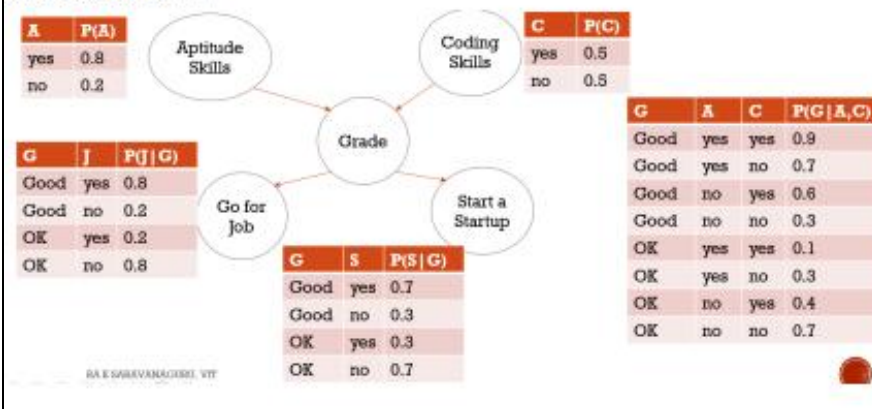 A P(A)
yes 0.8
no 0.2
Aptitude
Skills
Coding
Skills
C P(C)
yes 0.5
no 0.5
Grade
G A C P(G|A,C)
Good yes yes 0.9
Good yes no 0.7
Good no yes 0.6
Good no no 0.3
OK yes yes 0.1
OK yes no 0.3
OK no yes 0.4
OK no no 0.7
G J P(J|G)
Good yes 0.8
Good no 0.2
OK yes 0.2
OK no 0.8
Go for
Job
Start a
Startup
G S P(S|G)
Good yes 0.7
Good no 0.3
OK yes 0.3
OK no 0.7
RA K SARAVANAGURU, VIT